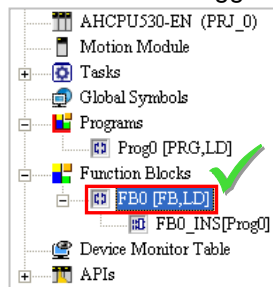 AHCPU530-EN (PRJ_0)
Motion Module
Tasks
Global Symbols
Programs
Prog0 [PRG,LD]
Function Blocks
FB0 [FB,LD]
FB0_INS[Prog0]
Device Monitor Table
APIs